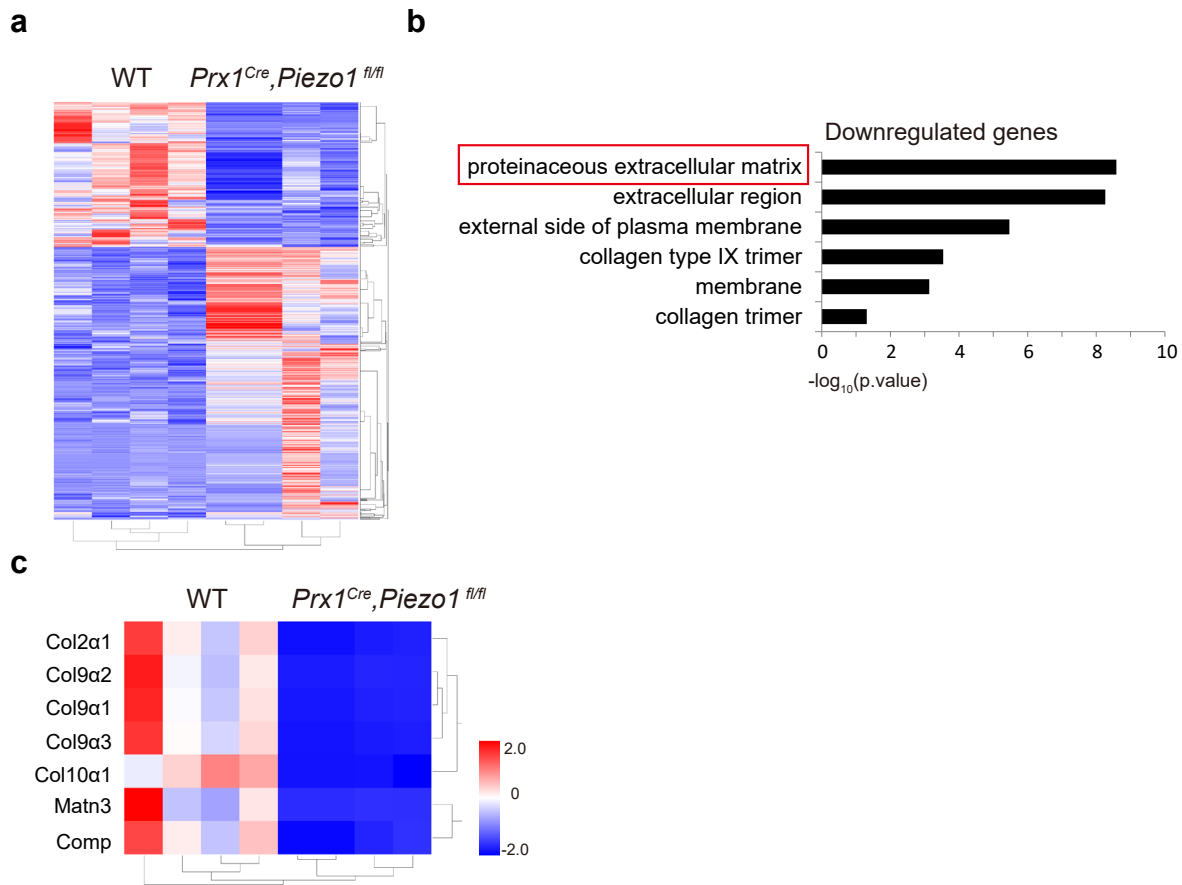 a
WT Prx1Cre,Piezo1 fl/fl
b
Downregulated genes
proteinaceous extracellular matrix
extracellular region
external side of plasma membrane
collagen type IX trimer
membrane
collagen trimer
0 2 4 6 8 10
-log10(p.value)
c
WT Prx1Cre,Piezo1 fl/fl
Col2α1
Col9α2
Col9α1
Col9α3
Col10α1
Matn3
Comp
2.0
0
-2.0